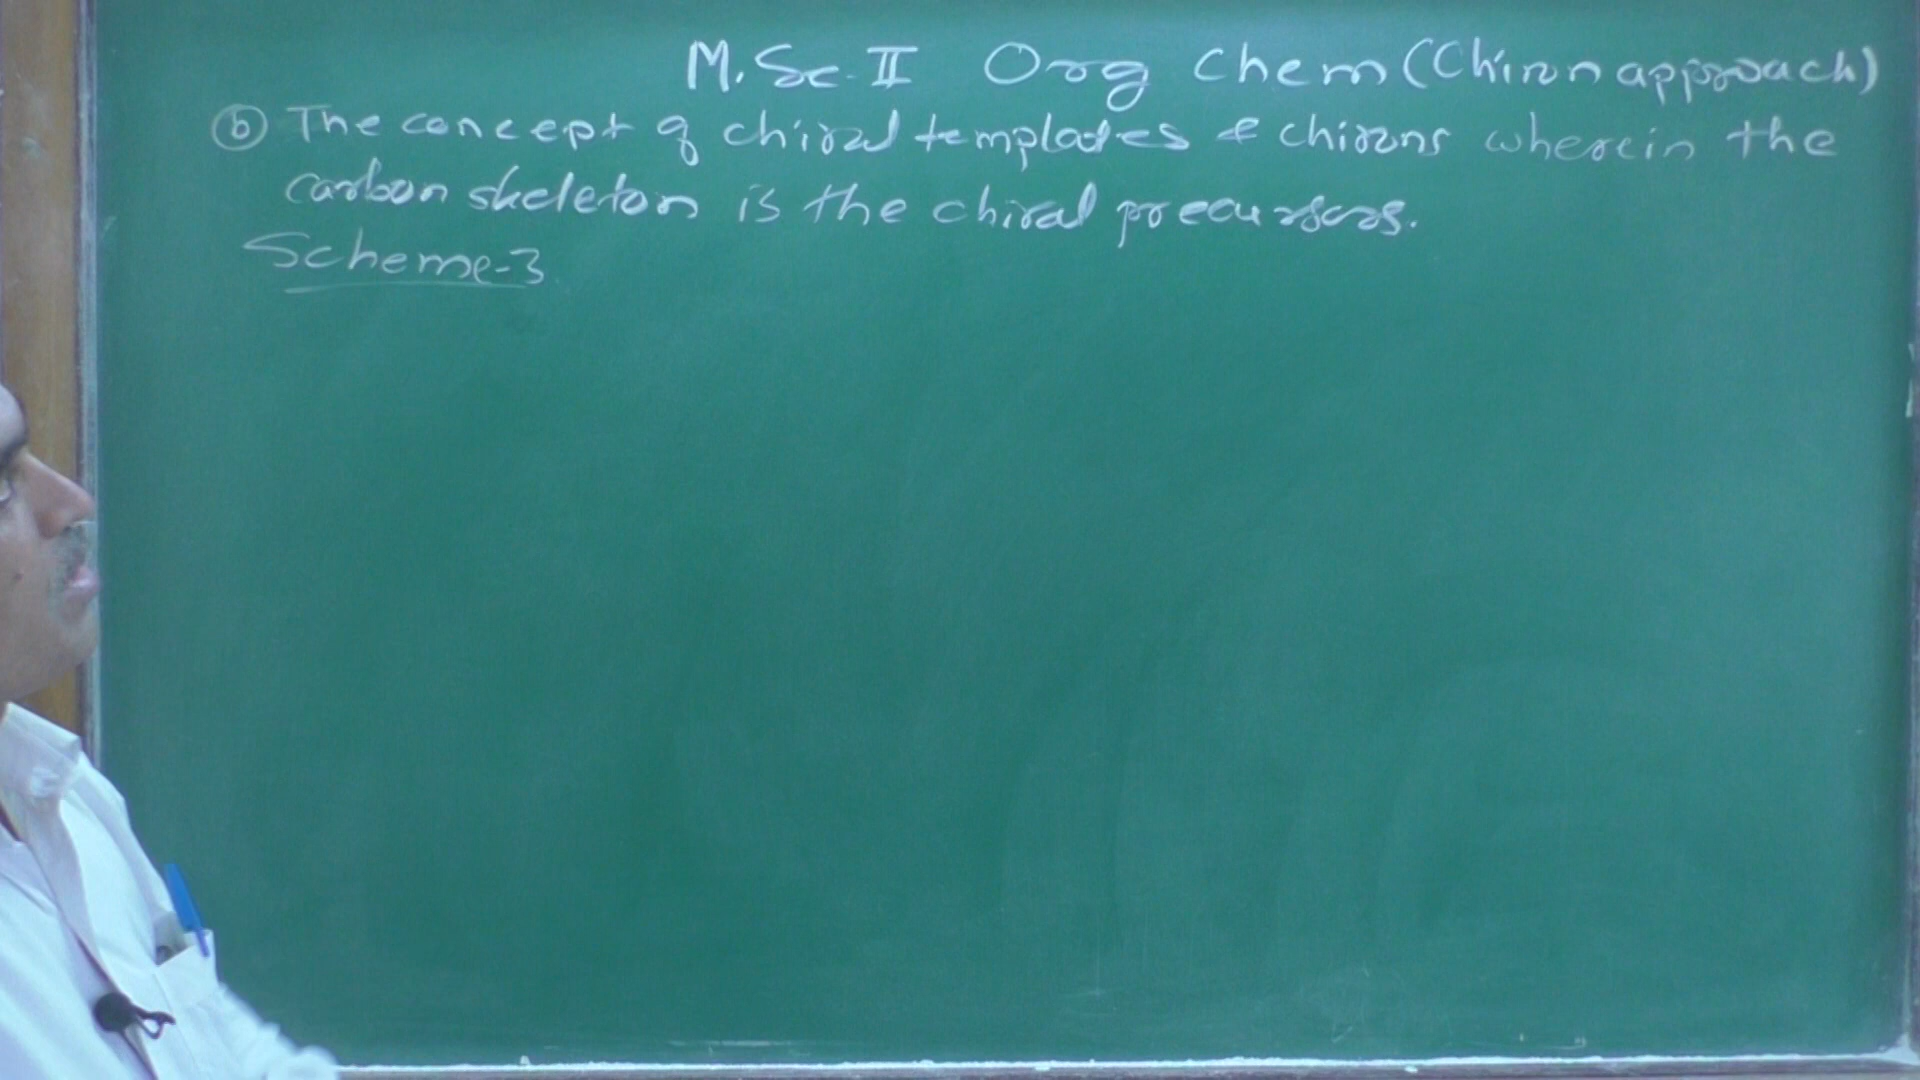 M.Sc-II Org Chem (Chiron approach)
(b) The concept of chiral templates & chirons wherein the
carbon skeleton is the chiral precursors.
Scheme-3